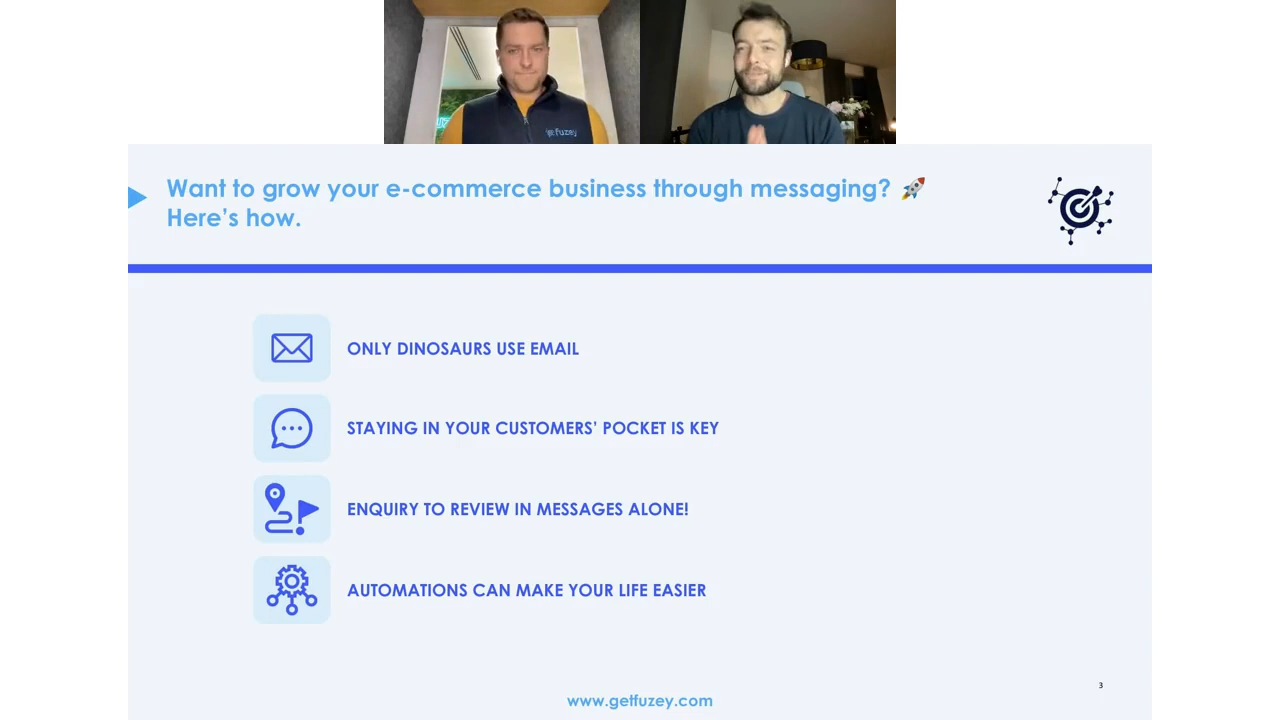 getfuzey
Want to grow your e-commerce business through messaging? 🚀
Here’s how.
ONLY DINOSAURS USE EMAIL
STAYING IN YOUR CUSTOMERS’ POCKET IS KEY
ENQUIRY TO REVIEW IN MESSAGES ALONE!
AUTOMATIONS CAN MAKE YOUR LIFE EASIER
3
www.getfuzey.com